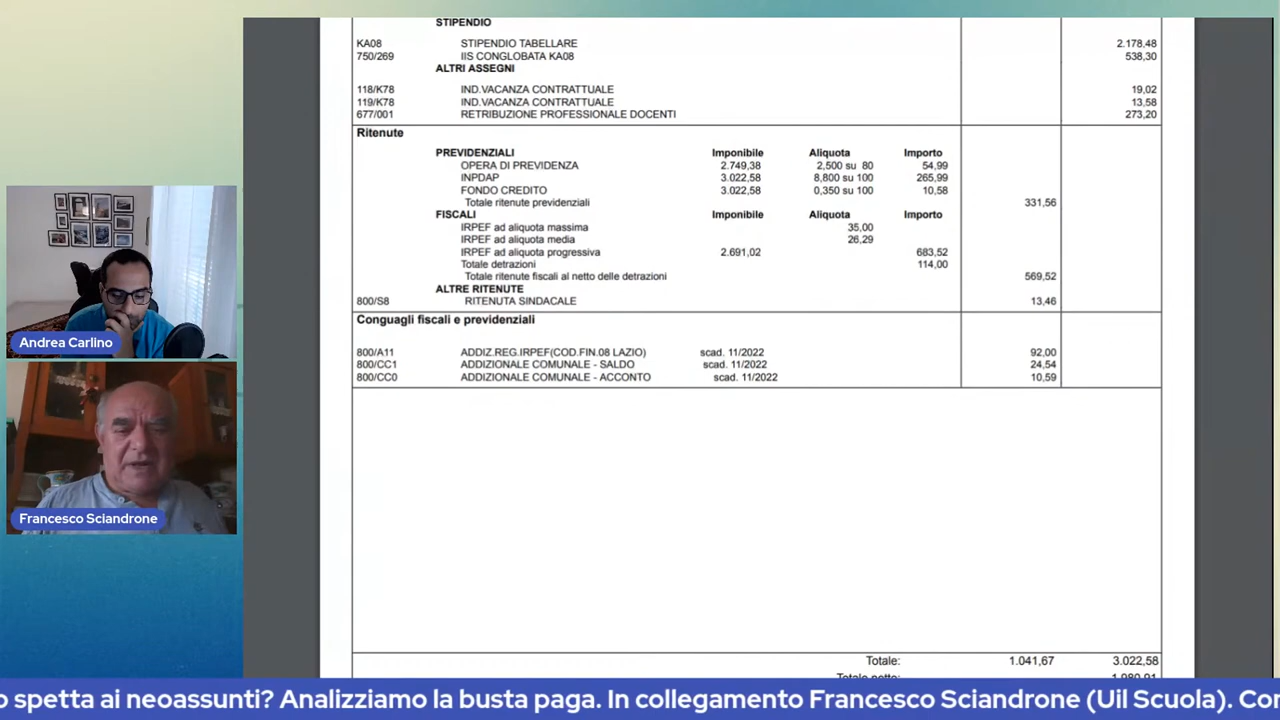 STIPENDIO
KA08 STIPENDIO TABELLARE 2.178.48
750/269 IIS CONGLOBATA KA08 538,30
ALTRI ASSEGNI
118/K78 IND.VACANZA CONTRATTUALE 19,02
119/K78 IND.VACANZA CONTRATTUALE 13,58
677/001 RETRIBUZIONE PROFESSIONALE DOCENTI 273,20
Ritenute
PREVIDENZIALI Imponibile Aliquota Importo
OPERA DI PREVIDENZA 2.749,38 2,500 su 80 54,99
INPDAP 3.022,58 8,800 su 100 265,99
FONDO CREDITO 3.022,58 0,350 su 100 10,58
Totale ritenute previdenziali 331,56
FISCALI Imponibile Aliquota Importo
IRPEF ad aliquota massima 35,00
IRPEF ad aliquota media 26,29
IRPEF ad aliquota progressiva 2.691,02 683,52
Totale detrazioni 114,00
Totale ritenute fiscali al netto delle detrazioni 569,52
ALTRE RITENUTE
800/S8 RITENUTA SINDACALE 13,46
Conguagli fiscali e previdenziali
800/A11 ADDIZ.REG.IRPEF(COD.FIN.08 LAZIO) scad. 11/2022 92,00
800/CC1 ADDIZIONALE COMUNALE - SALDO scad. 11/2022 24,54
800/CC0 ADDIZIONALE COMUNALE - ACCONTO scad. 11/2022 10,59
Totale: 1.041,67 3.022,58
Totale netto: 1.980,91
Andrea Carlino
Francesco Sciandrone
o spetta ai neoassunti? Analizziamo la busta paga. In collegamento Francesco Sciandrone (Uil Scuola). Con